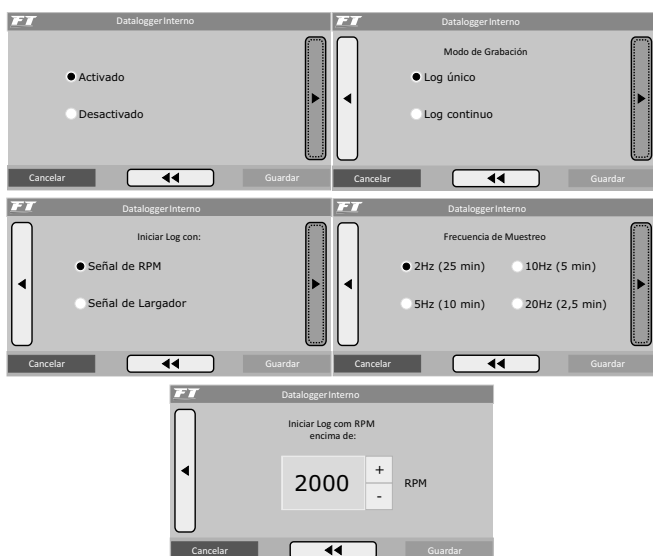 FT Datalogger Interno
Activado
Desactivado
Cancelar Guardar
FT Datalogger Interno
Modo de Grabación
Log único
Log continuo
Cancelar Guardar
FT Datalogger Interno
Iniciar Log con:
Señal de RPM
Señal de Largador
Cancelar Guardar
FT Datalogger Interno
Frecuencia de Muestreo
2Hz (25 min) 10Hz (5 min)
5Hz (10 min) 20Hz (2,5 min)
Cancelar Guardar
FT Datalogger Interno
Iniciar Log com RPM
encima de:
2000 + - RPM
Cancelar Guardar